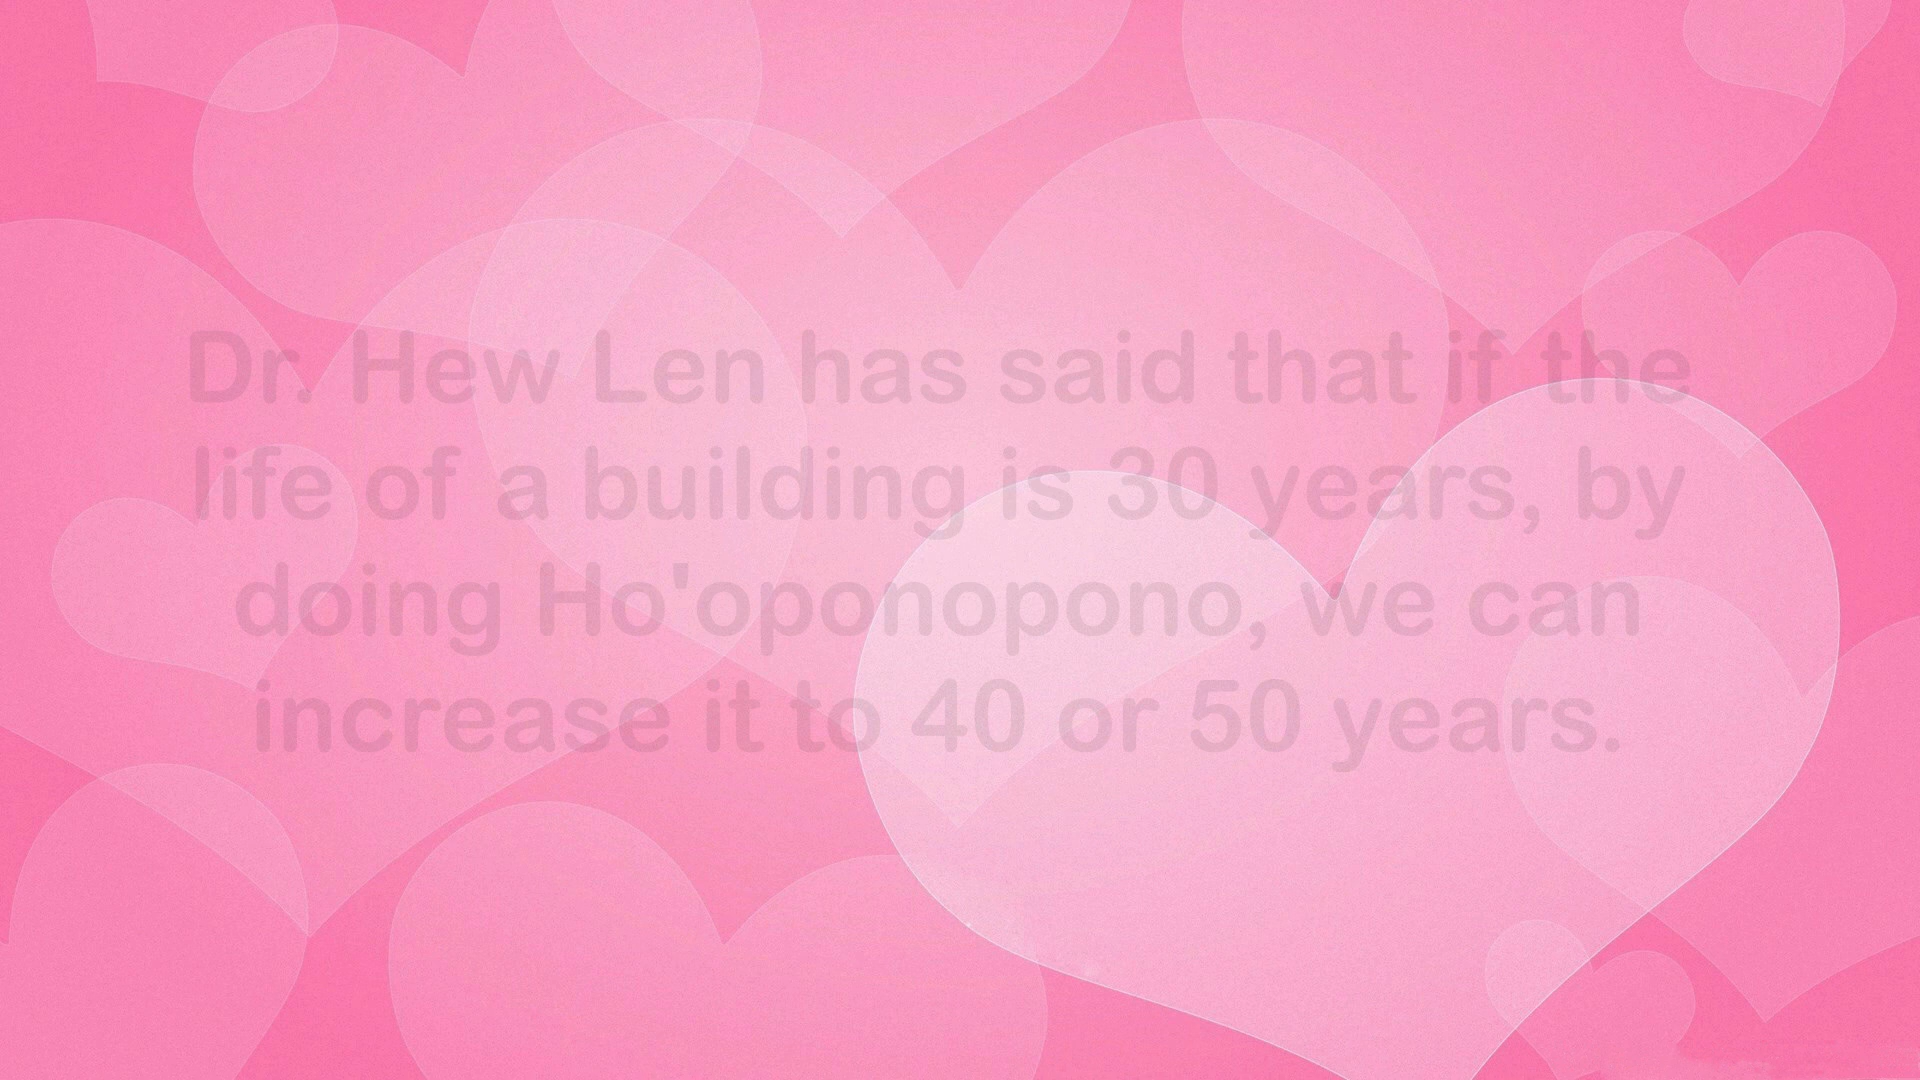 Dr. Hew Len has said that if the
life of a building is 30 years, by
doing Ho'oponopono, we can
increase it to 40 or 50 years.